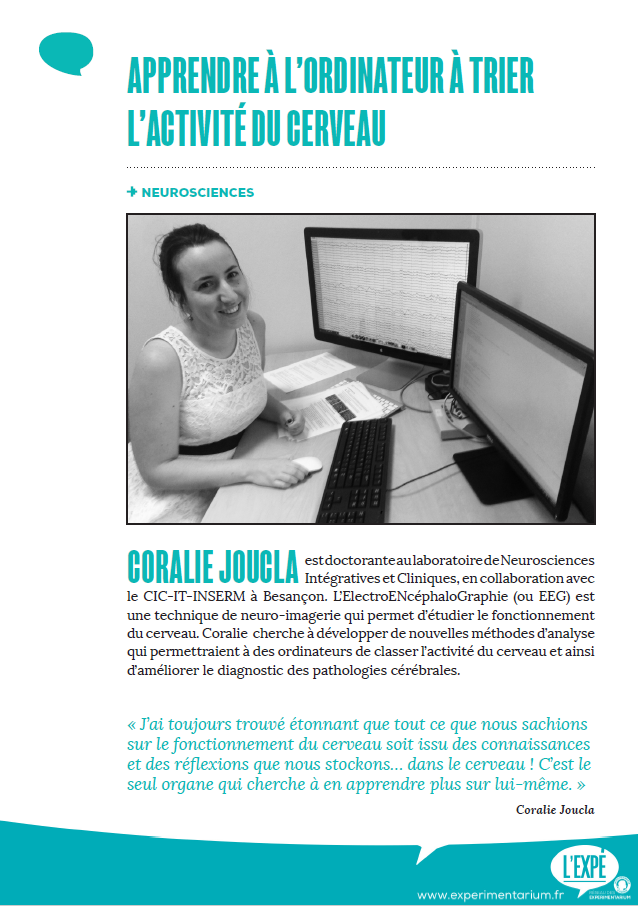 APPRENDRE À L'ORDINATEUR À TRIER
L'ACTIVITÉ DU CERVEAU
NEUROSCIENCES
CORALIE JOUCLA est doctorante au laboratoire de Neurosciences
Intégratives et Cliniques, en collaboration avec
le CIC-IT-INSERM à Besançon. L'ElectroENcéphaloGraphie (ou EEG) est
une technique de neuro-imagerie qui permet d'étudier le fonctionnement
du cerveau. Coralie cherche à développer de nouvelles méthodes d'analyse
qui permettraient à des ordinateurs de classer l'activité du cerveau et ainsi
d'améliorer le diagnostic des pathologies cérébrales.
« J'ai toujours trouvé étonnant que tout ce que nous sachions
sur le fonctionnement du cerveau soit issu des connaissances
et des réflexions que nous stockons... dans le cerveau ! C'est le
seul organe qui cherche à en apprendre plus sur lui-même. »
Coralie Joucla
L'EXPÉ
RÉSEAU DES
EXPERIMENTARIUM
www.experimentarium.fr